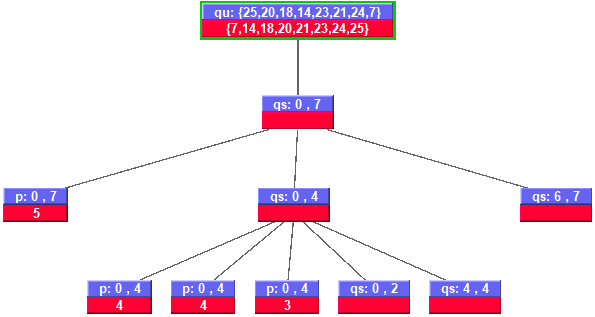 qu: {25,20,18,14,23,21,24,7}
{7,14,18,20,21,23,24,25}
qs: 0 , 7
p: 0 , 7
5
qs: 0 , 4
qs: 6 , 7
p: 0 , 4
4
p: 0 , 4
4
p: 0 , 4
3
qs: 0 , 2
qs: 4 , 4